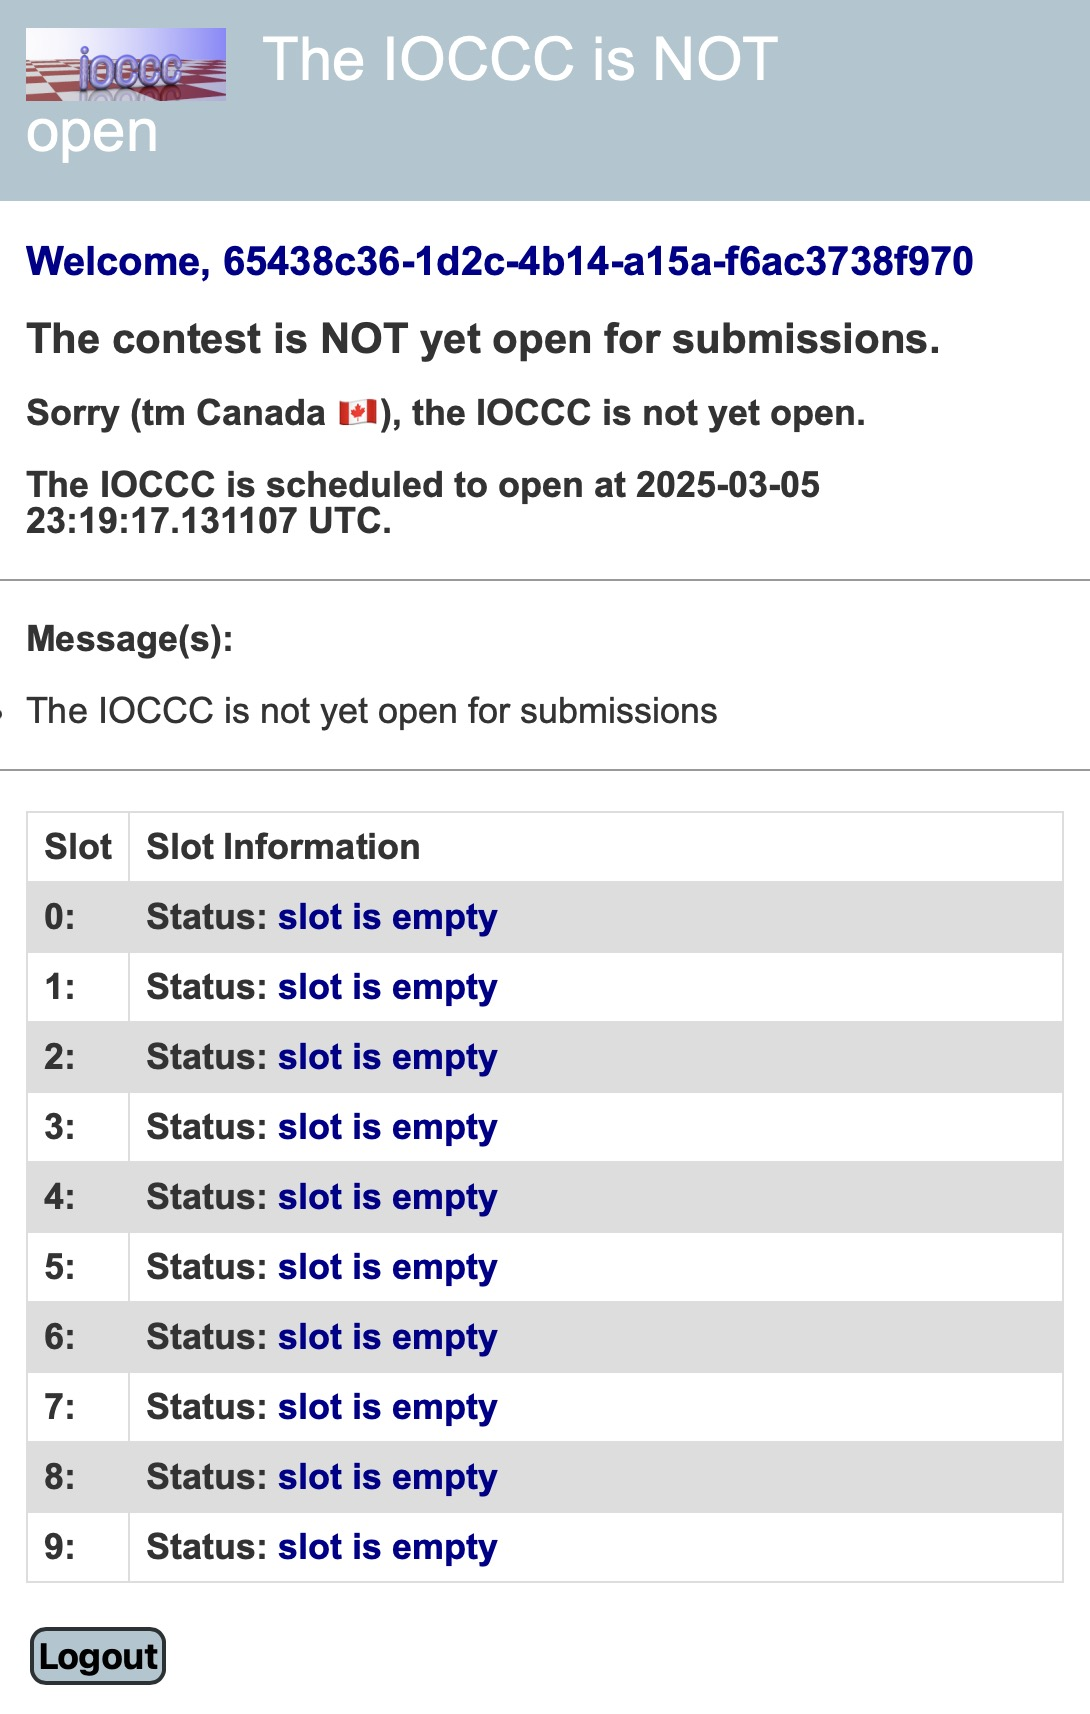 ioccc The IOCCC is NOT
open
Welcome, 65438c36-1d2c-4b14-a15a-f6ac3738f970
The contest is NOT yet open for submissions.
Sorry (tm Canada 🇨🇦), the IOCCC is not yet open.
The IOCCC is scheduled to open at 2025-03-05
23:19:17.131107 UTC.
Message(s):
• The IOCCC is not yet open for submissions
Slot Slot Information
0: Status: slot is empty
1: Status: slot is empty
2: Status: slot is empty
3: Status: slot is empty
4: Status: slot is empty
5: Status: slot is empty
6: Status: slot is empty
7: Status: slot is empty
8: Status: slot is empty
9: Status: slot is empty
Logout